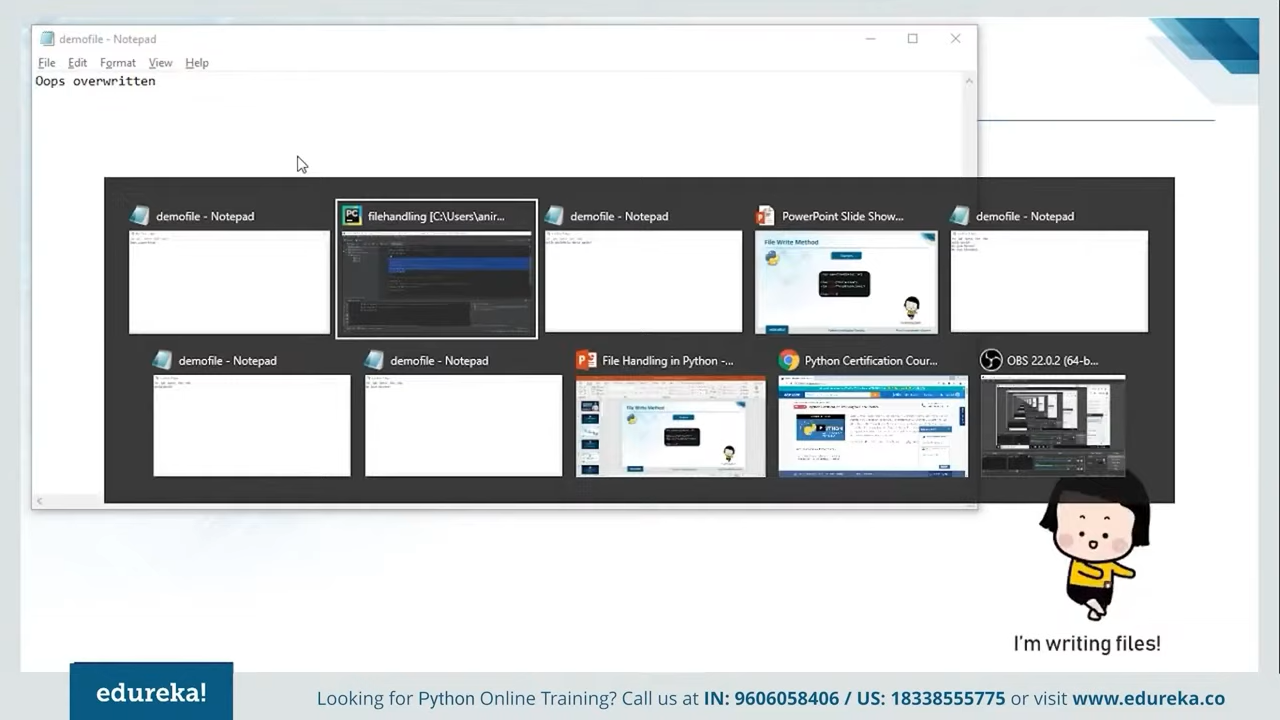 demofile - Notepad
File Edit Format View Help
Oops overwritten
demofile - Notepad
filehandling [C:\Users\anir...
demofile - Notepad
PowerPoint Slide Show...
demofile - Notepad
File Write Method
demofile - Notepad
demofile - Notepad
File Handling in Python -...
Python Certification Cour...
OBS 22.0.2 (64-b...
I'm writing files!
edureka!
Looking for Python Online Training? Call us at IN: 9606058406 / US: 18338555775 or visit www.edureka.co